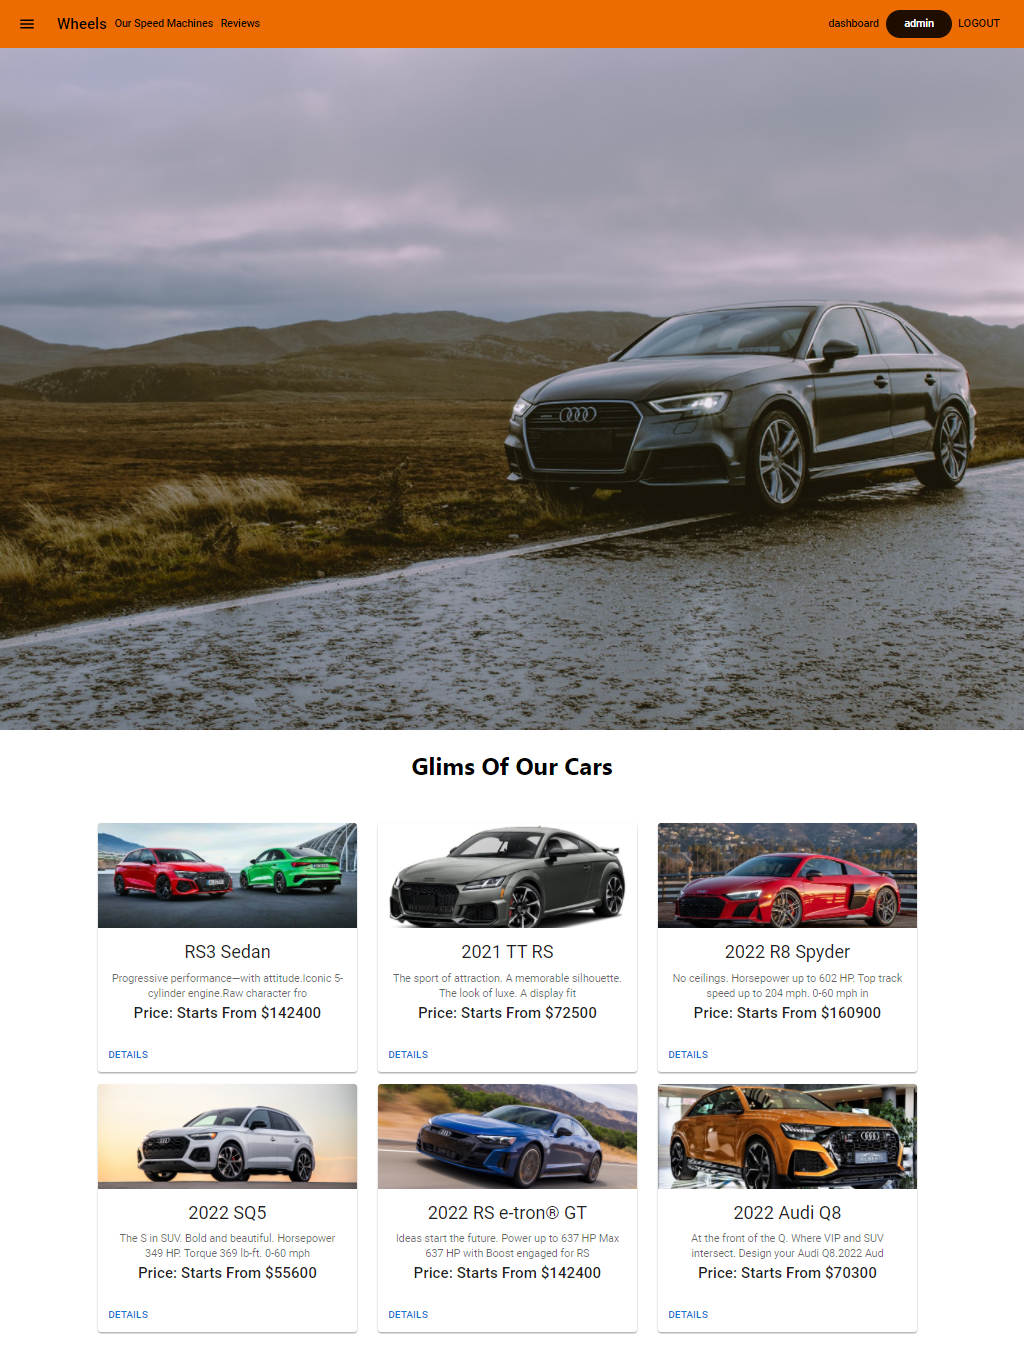 Wheels Our Speed Machines Reviews dashboard admin LOGOUT
Glims Of Our Cars
RS3 Sedan
Progressive performance—with attitude.Iconic 5-
cylinder engine.Raw character fro
Price: Starts From $142400
DETAILS
2021 TT RS
The sport of attraction. A memorable silhouette.
The look of luxe. A display fit
Price: Starts From $72500
DETAILS
2022 R8 Spyder
No ceilings. Horsepower up to 602 HP. Top track
speed up to 204 mph. 0-60 mph in
Price: Starts From $160900
DETAILS
2022 SQ5
The S in SUV. Bold and beautiful. Horsepower
349 HP. Torque 369 lb-ft. 0-60 mph
Price: Starts From $55600
DETAILS
2022 RS e-tron® GT
Ideas start the future. Power up to 637 HP Max
637 HP with Boost engaged for RS
Price: Starts From $142400
DETAILS
2022 Audi Q8
At the front of the Q. Where VIP and SUV
intersect. Design your Audi Q8.2022 Aud
Price: Starts From $70300
DETAILS